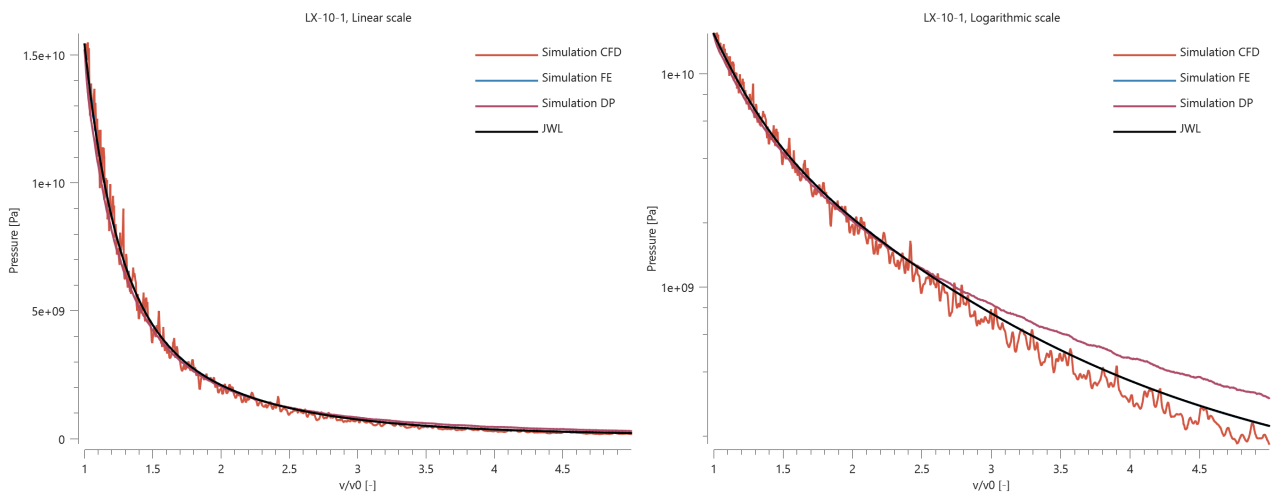 LX-10-1, Linear scale
Simulation CFD
Simulation FE
Simulation DP
JWL
Pressure [Pa]
1.5e+10
1e+10
5e+09
0
1
1.5
2
2.5
3
3.5
4
4.5
v/v0 [-]
LX-10-1, Logarithmic scale
Simulation CFD
Simulation FE
Simulation DP
JWL
Pressure [Pa]
1e+10
1e+09
1
1.5
2
2.5
3
3.5
4
4.5
v/v0 [-]